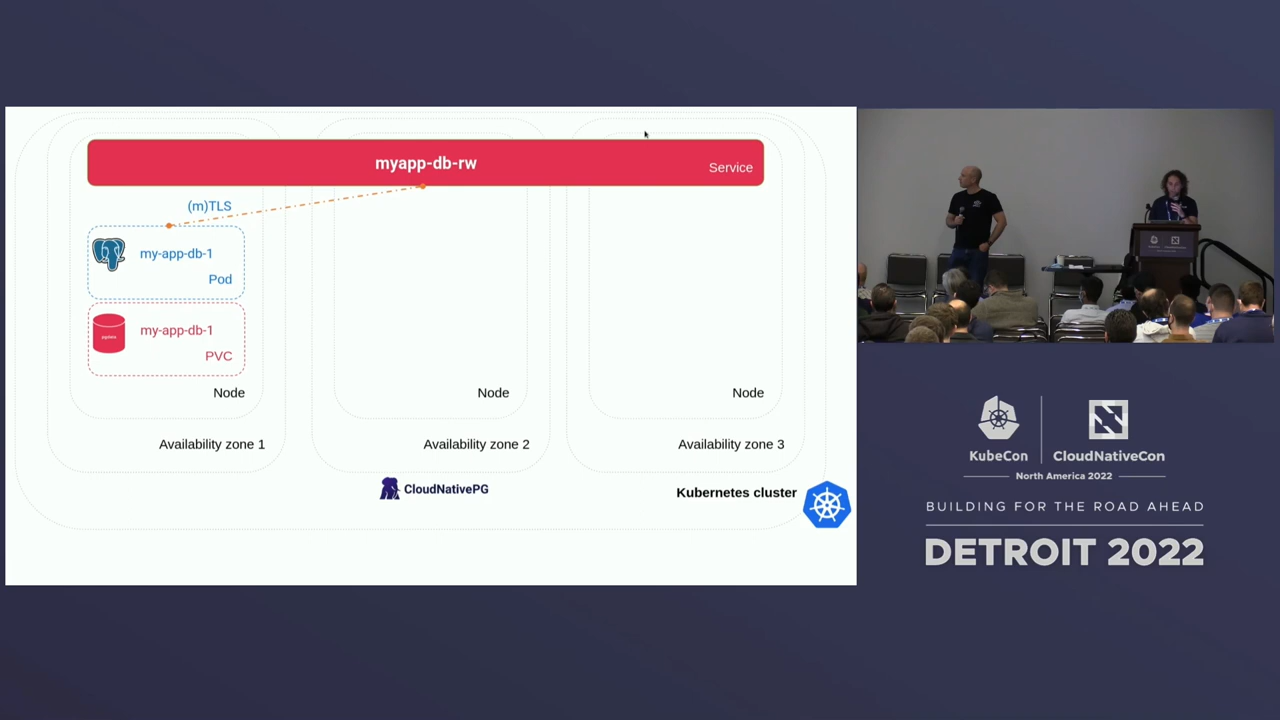 myapp-db-rw
Service
(m)TLS
my-app-db-1
Pod
my-app-db-1
PVC
Node
Node
Node
Availability zone 1
Availability zone 2
Availability zone 3
CloudNativePG
Kubernetes cluster
KubeCon
CloudNativeCon
North America 2022
BUILDING FOR THE ROAD AHEAD
DETROIT 2022